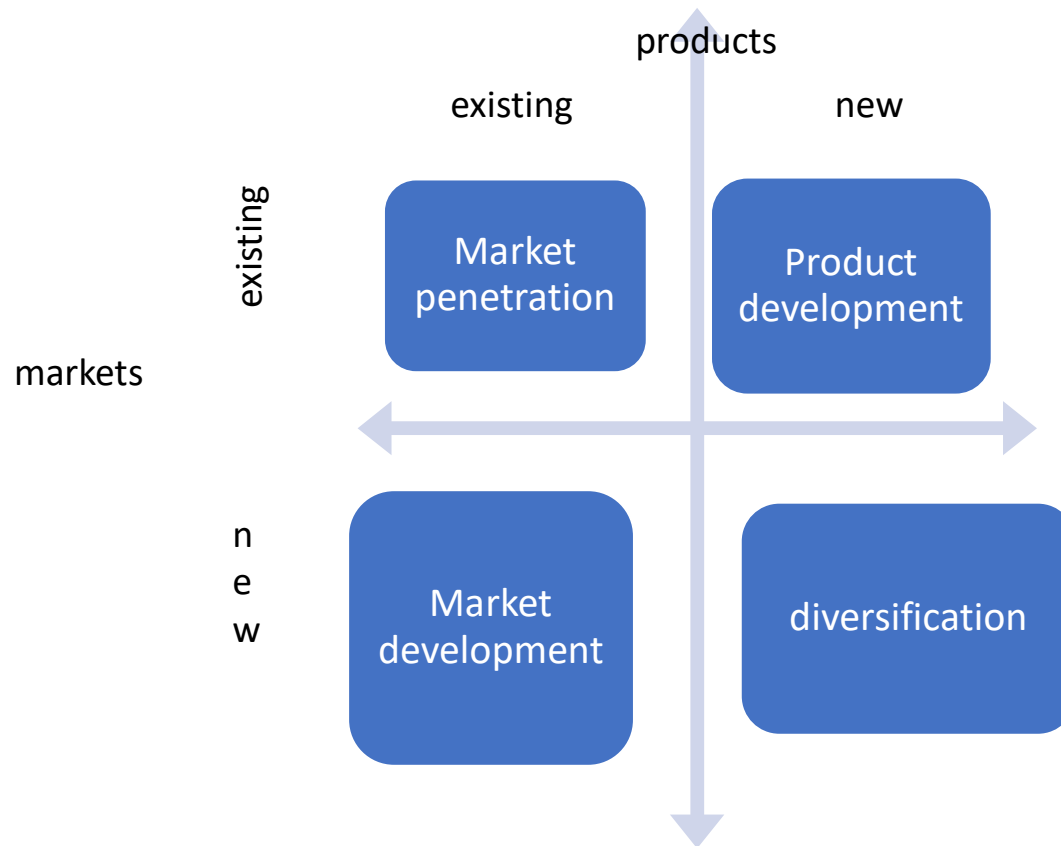 products
existing
new
existing
Market
penetration
Product
development
markets
n
e
w
Market
development
diversification